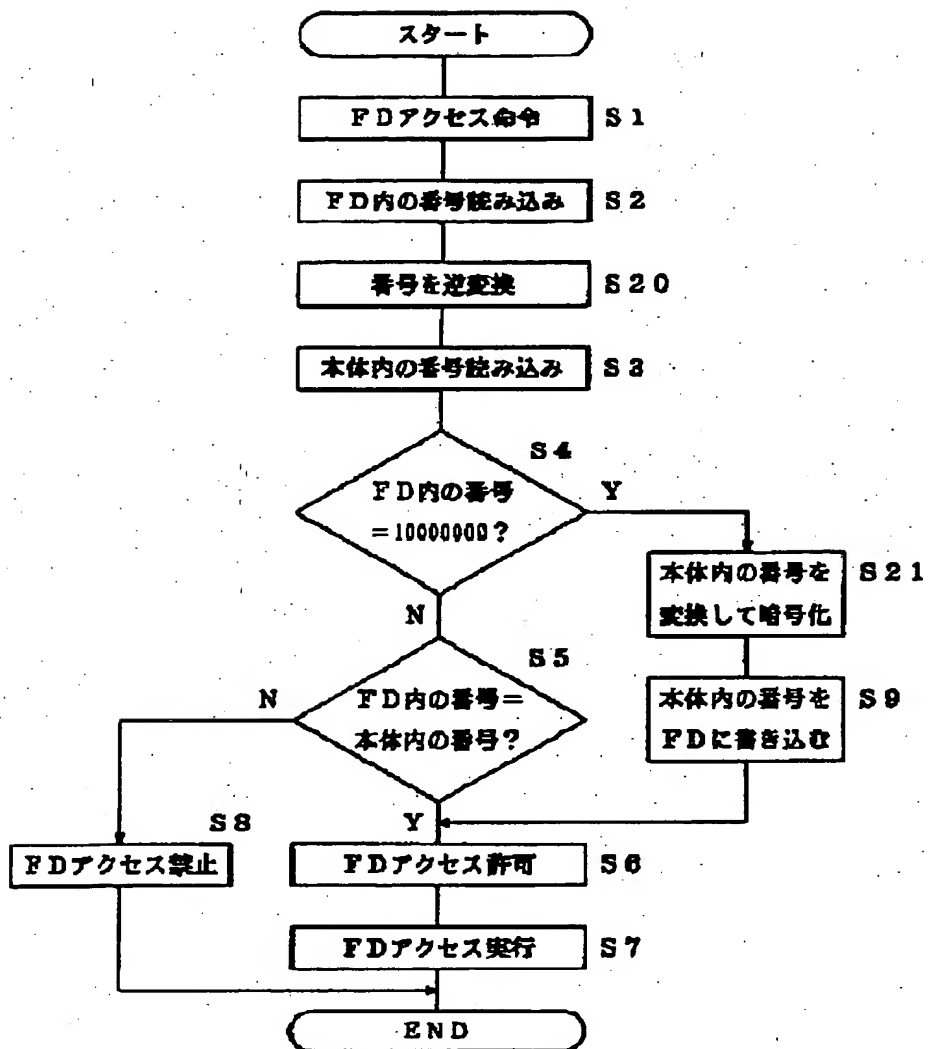 スタート
FDアクセス命令 S1
FD内の番号読み込み S2
番号を逆変換 S20
本体内の番号読み込み S3
S4
FD内の番号
=10000000?
Y
N
本体内の番号を
変換して暗号化
S21
S5
FD内の番号=
本体内の番号?
N
Y
本体内の番号を
FDに書き込む
S9
S8
FDアクセス禁止
FDアクセス許可 S6
FDアクセス実行 S7
END